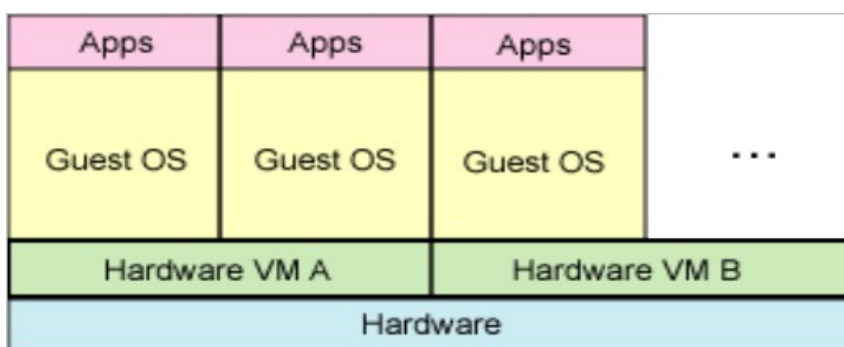 Apps Apps Apps
Guest OS Guest OS Guest OS ...
Hardware VM A Hardware VM B
Hardware